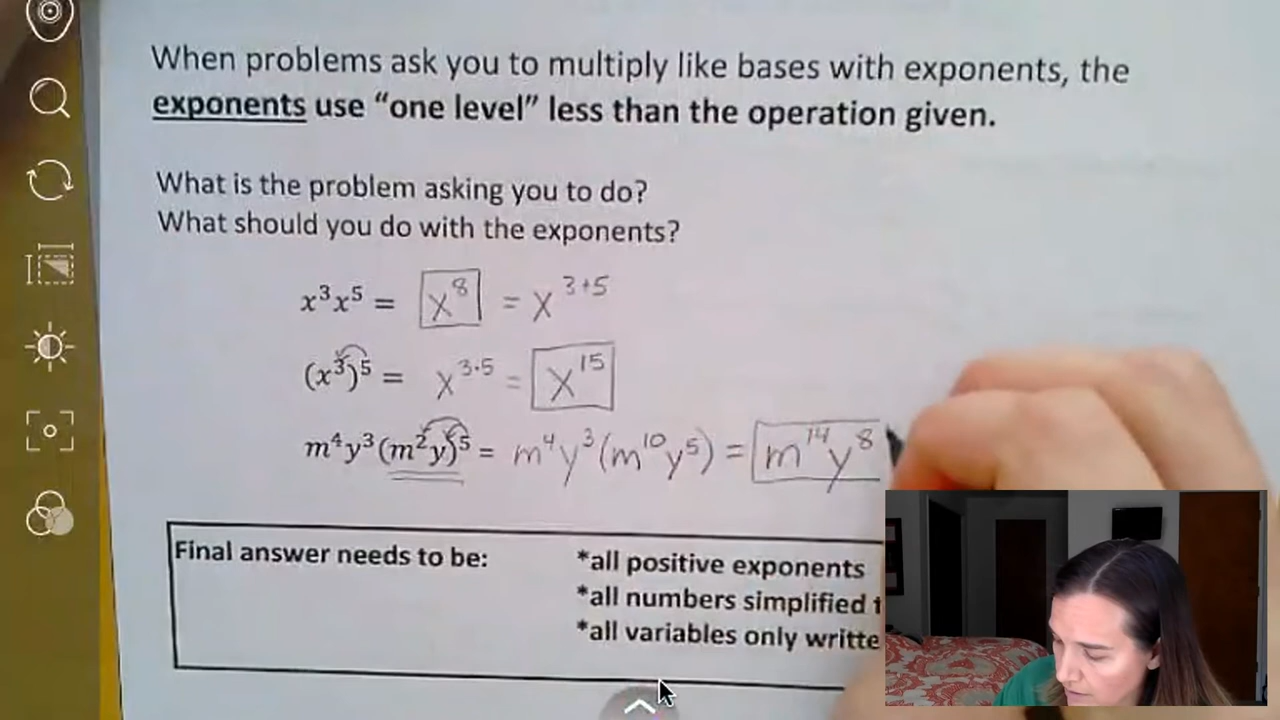 When problems ask you to multiply like bases with exponents, the
exponents use “one level” less than the operation given.
What is the problem asking you to do?
What should you do with the exponents?
x³x⁵ = x⁸ = x³⁺⁵
(x³)⁵ = x³˙⁵ = x¹⁵
m⁴y³(m²y)⁵ = m⁴y³(m¹⁰y⁵) = m¹⁴y⁸
Final answer needs to be: *all positive exponents
*all numbers simplified
*all variables only